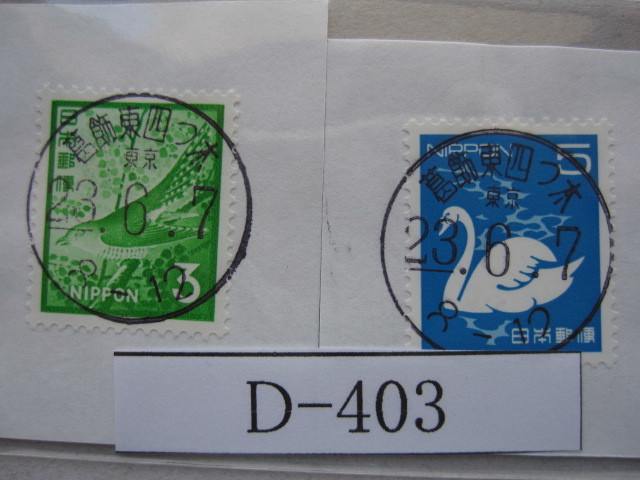 日本郵便
葛飾東四つ木
東京
23.6.7
8-12
NIPPON 3
NIPPON 5
葛飾東四つ木
東京
23.6.7
8-12
日本郵便
D-403